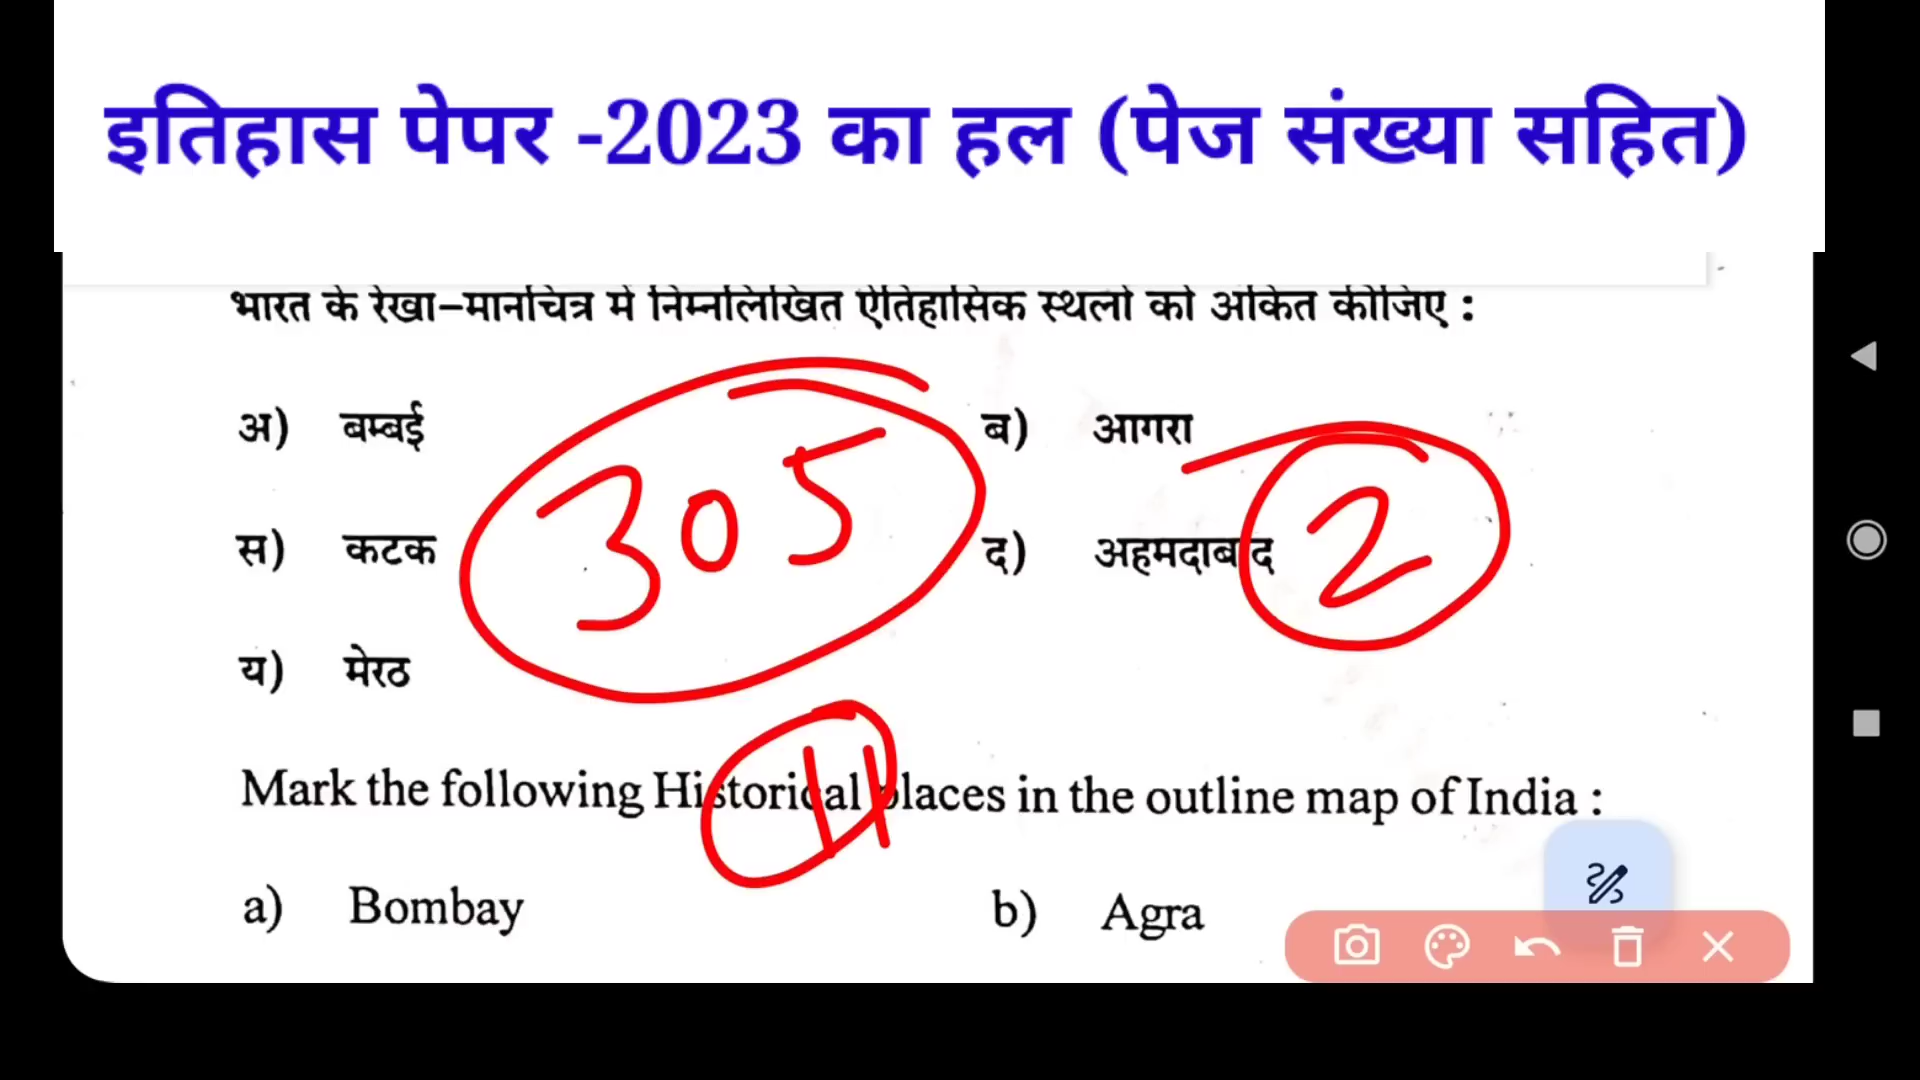 इतिहास पेपर -2023 का हल (पेज संख्या सहित)
भारत के रेखा-मानचित्र में निम्नलिखित ऐतिहासिक स्थलों को अंकित कीजिए :
अ) बम्बई ब) आगरा
305
स) कटक द) अहमदाबाद
2
य) मेरठ
Mark the following Historical places in the outline map of India :
11
a) Bombay b) Agra